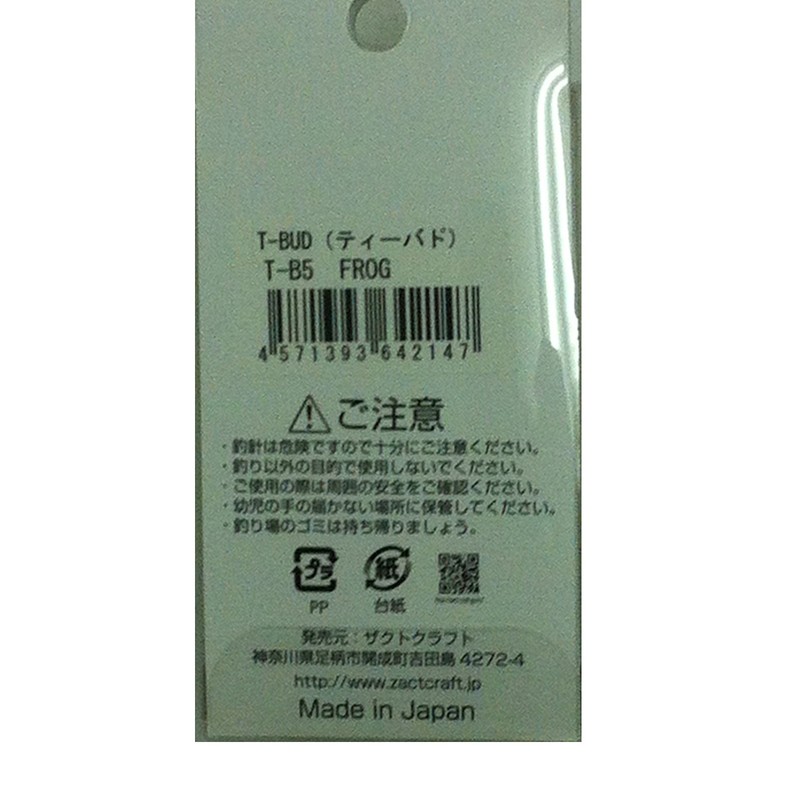 T-BUD（ティーバド）
T-B5 FROG
4 571393 642147
ご注意
・釣針は危険ですので十分にご注意ください。
・釣り以外の目的で使用しないでください。
・ご使用の際は周囲の安全をご確認ください。
・幼児の手の届かない場所に保管してください。
・釣り場のゴミは持ち帰りましょう。
プラ 紙
PP 台紙
発売元：ザクトクラフト
神奈川県足柄市開成町吉田島 4272-4
http://www.zactcraft.jp
Made in Japan